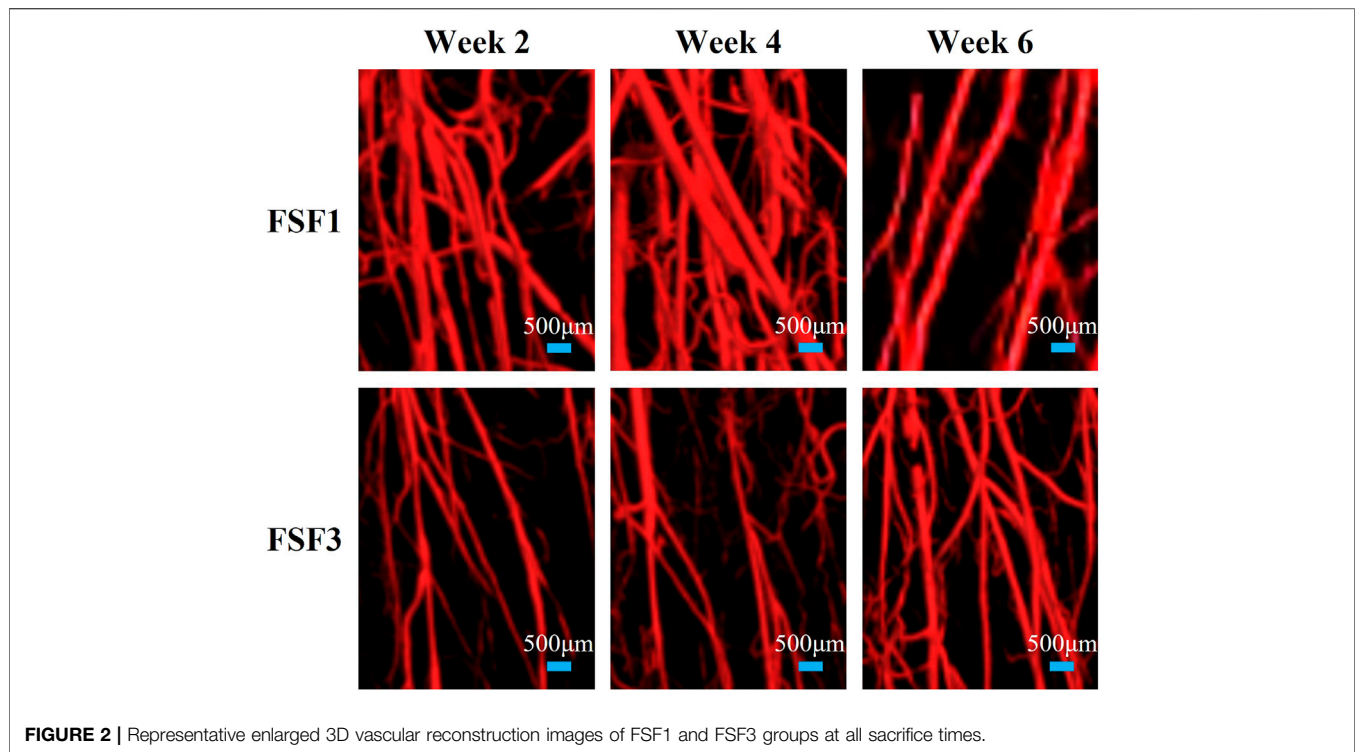 Week 2 Week 4 Week 6
FSF1
500μm 500μm 500μm
FSF3
500μm 500μm 500μm
FIGURE 2 | Representative enlarged 3D vascular reconstruction images of FSF1 and FSF3 groups at all sacrifice times.